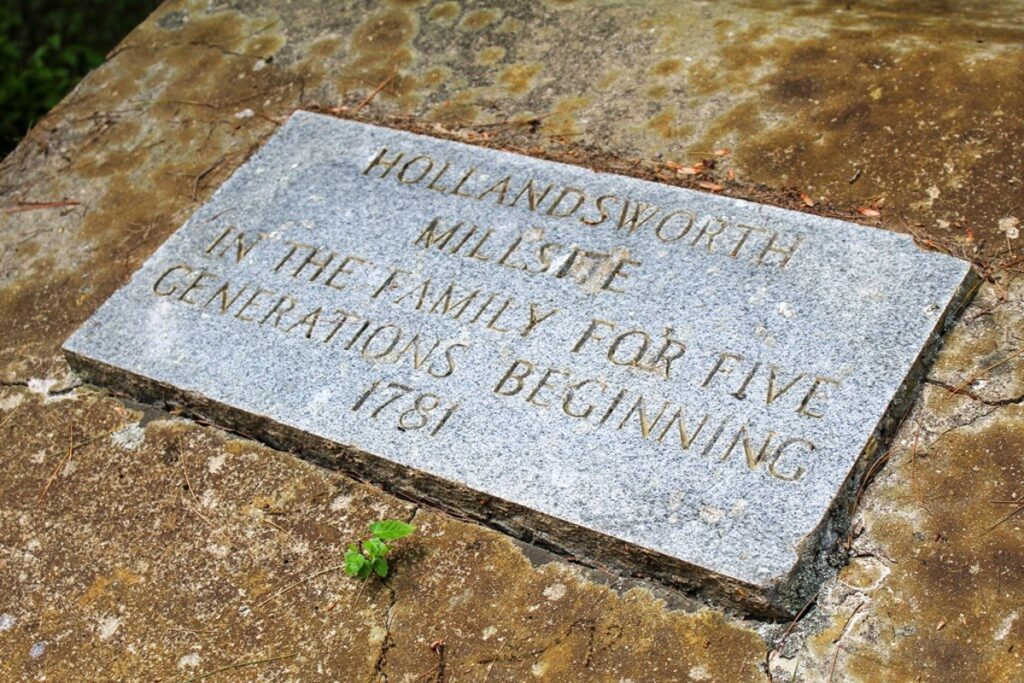 HOLLANDSWORTH
MILLSITE
IN THE FAMILY FOR FIVE
GENERATIONS BEGINNING
1781